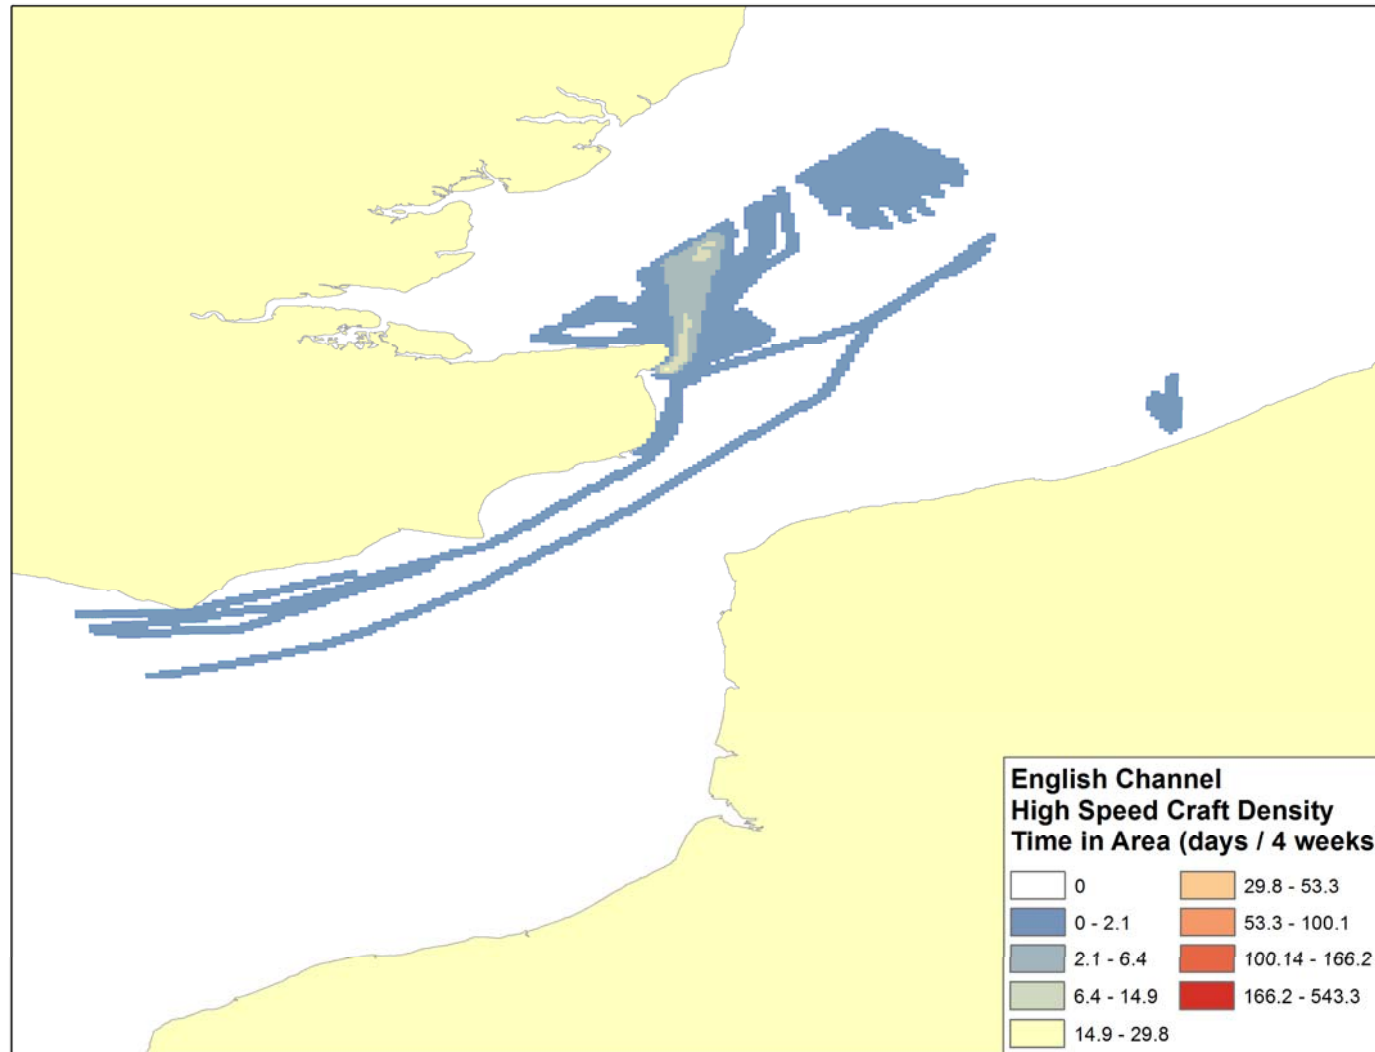 English Channel
High Speed Craft Density
Time in Area (days / 4 weeks
0
0 - 2.1
2.1 - 6.4
6.4 - 14.9
14.9 - 29.8
29.8 - 53.3
53.3 - 100.1
100.14 - 166.2
166.2 - 543.3